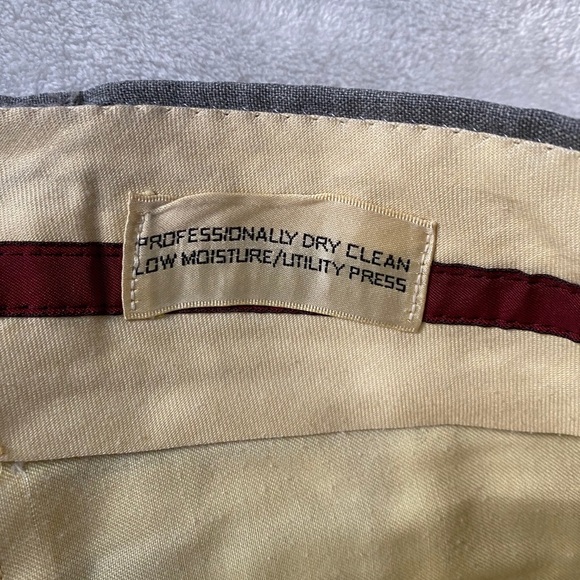 PROFESSIONALLY DRY CLEAN
LOW MOISTURE/UTILITY PRESS